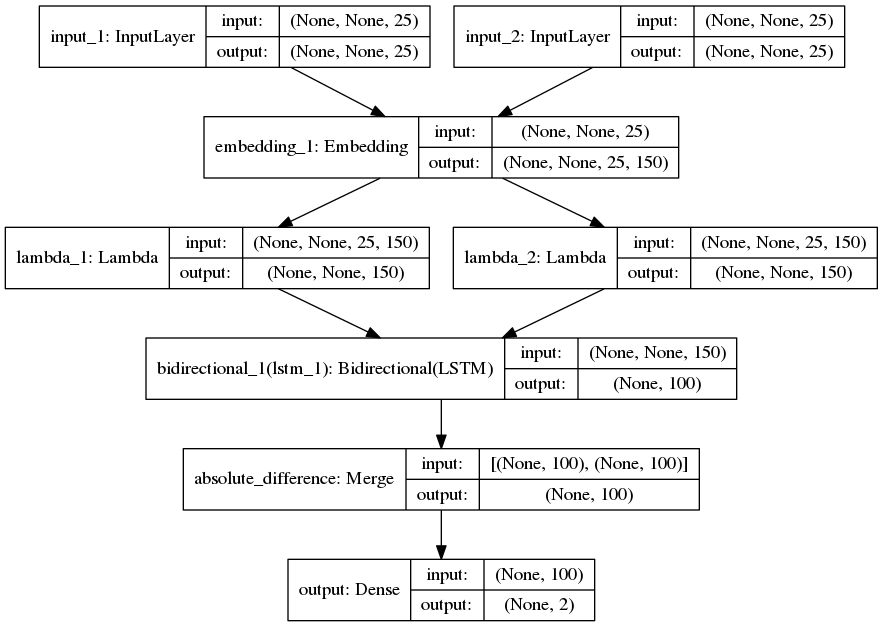 input_1: InputLayer
input: (None, None, 25)
output: (None, None, 25)
input_2: InputLayer
input: (None, None, 25)
output: (None, None, 25)
embedding_1: Embedding
input: (None, None, 25)
output: (None, None, 25, 150)
lambda_1: Lambda
input: (None, None, 25, 150)
output: (None, None, 150)
lambda_2: Lambda
input: (None, None, 25, 150)
output: (None, None, 150)
bidirectional_1(lstm_1): Bidirectional(LSTM)
input: (None, None, 150)
output: (None, 100)
absolute_difference: Merge
input: [(None, 100), (None, 100)]
output: (None, 100)
output: Dense
input: (None, 100)
output: (None, 2)